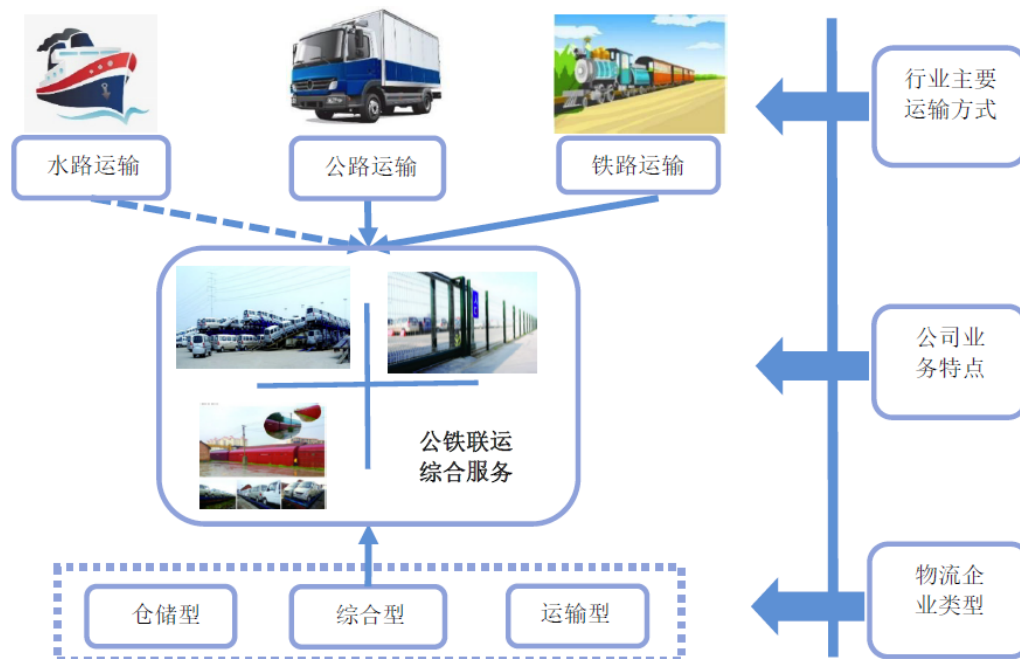 行业主要
运输方式
水路运输
公路运输
铁路运输
公司业
务特点
公铁联运
综合服务
物流企
业类型
仓储型
综合型
运输型